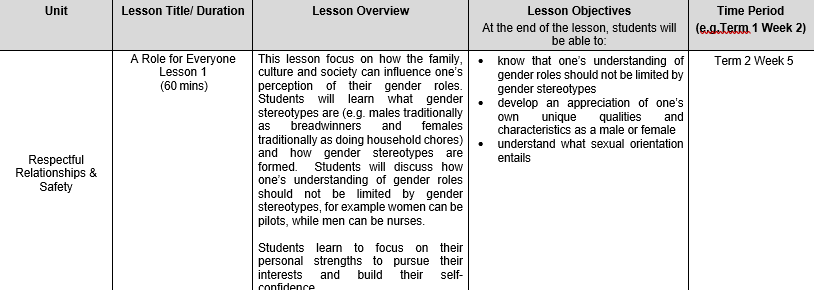 Unit
Lesson Title/ Duration
Lesson Overview
Lesson Objectives
At the end of the lesson, students will
be able to:
Time Period
(e.g.Term 1 Week 2)
Respectful
Relationships &
Safety
A Role for Everyone
Lesson 1
(60 mins)
This lesson focus on how the family,
culture and society can influence one's
perception of their gender roles.
Students will learn what gender
stereotypes are (e.g. males traditionally
as breadwinners and females
traditionally as doing household chores)
and how gender stereotypes are
formed. Students will discuss how
one's understanding of gender roles
should not be limited by gender
stereotypes, for example women can be
pilots, while men can be nurses.
Students learn to focus on their
personal strengths to pursue their
interests and build their self-
confidence
• know that one's understanding of
gender roles should not be limited by
gender stereotypes
• develop an appreciation of one's
own unique qualities and
characteristics as a male or female
• understand what sexual orientation
entails
Term 2 Week 5